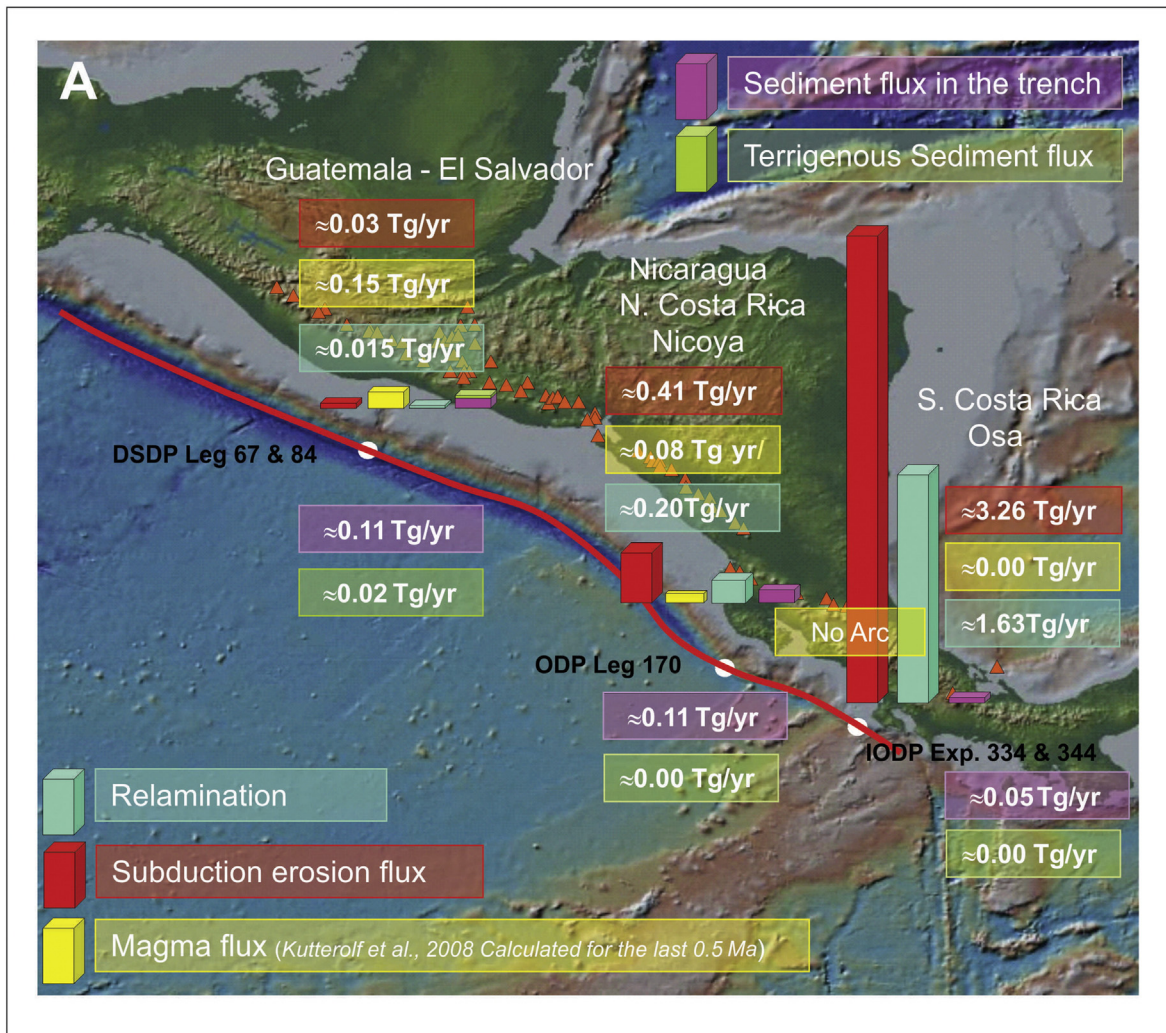 A
Sediment flux in the trench
Terrigenous Sediment flux
Guatemala - El Salvador
≈0.03 Tg/yr
≈0.15 Tg/yr
≈0.015 Tg/yr
Nicaragua
N. Costa Rica
Nicoya
≈0.41 Tg/yr
≈0.08 Tg yr/
≈0.20Tg/yr
S. Costa Rica
Osa
≈3.26 Tg/yr
≈0.00 Tg/yr
≈1.63Tg/yr
DSDP Leg 67 & 84
≈0.11 Tg/yr
≈0.02 Tg/yr
No Arc
ODP Leg 170
≈0.11 Tg/yr
≈0.00 Tg/yr
IODP Exp. 334 & 344
≈0.05Tg/yr
≈0.00 Tg/yr
Relamination
Subduction erosion flux
Magma flux (Kutterolf et al., 2008 Calculated for the last 0.5 Ma)